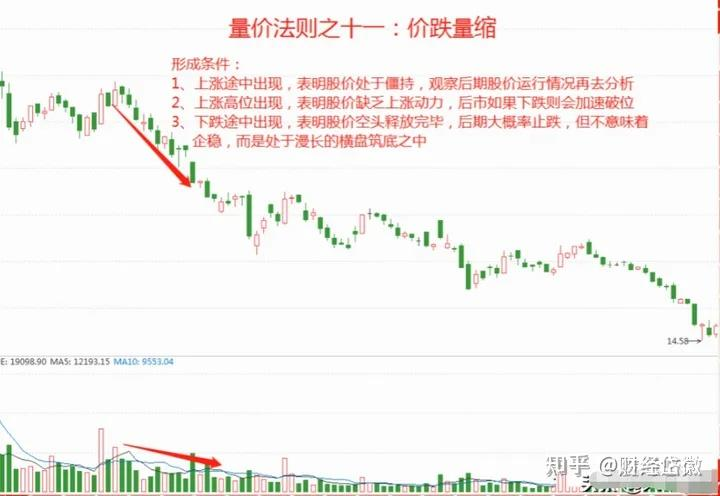 量价法则之十一：价跌量缩
形成条件：
1、上涨途中出现，表明股价处于僵持，观察后期股价运行情况再去分析
2、上涨高位出现，表明股价缺乏上涨动力，后市如果下跌则会加速破位
3、下跌途中出现，表明股价空头释放完毕，后期大概率止跌，但不意味着
企稳，而是处于漫长的横盘筑底之中
14.58
E: 19098.90 MA5: 12193.15 MA10: 9553.04
知乎 @财经岱微